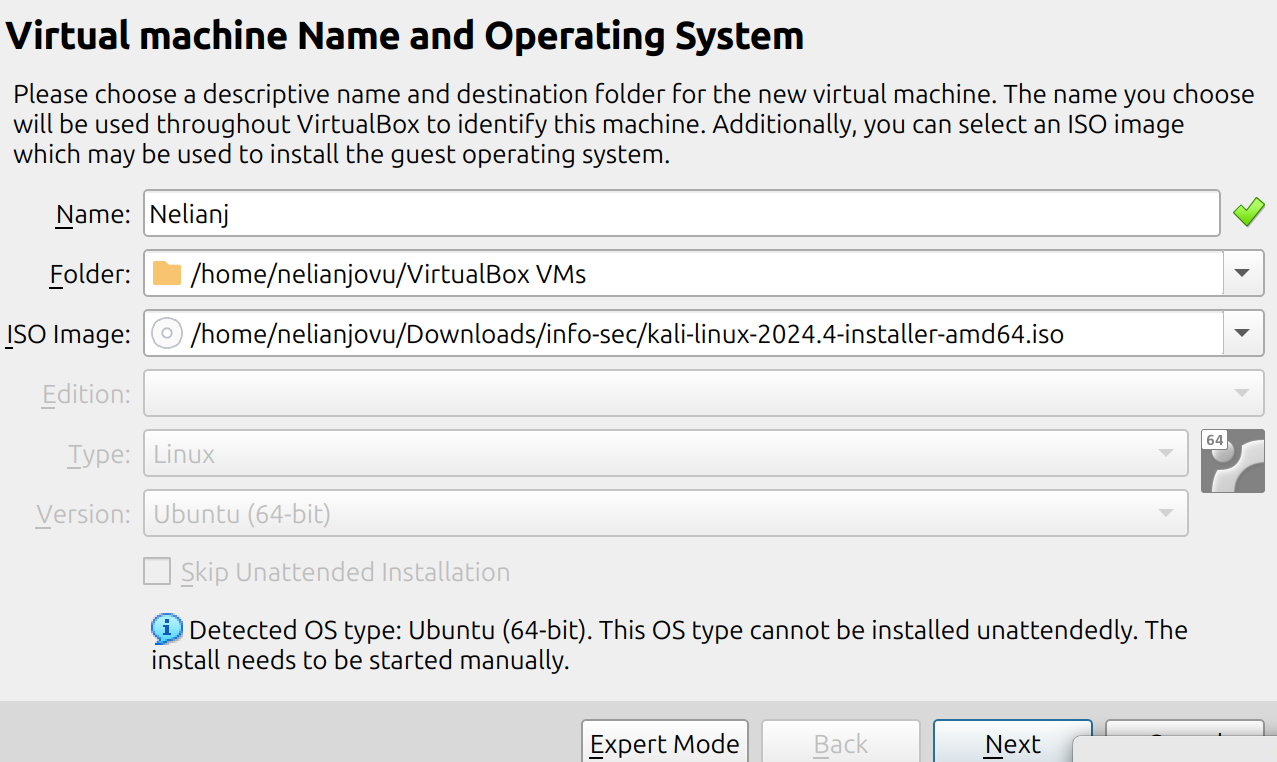 Virtual machine Name and Operating System
Please choose a descriptive name and destination folder for the new virtual machine. The name you choose
will be used throughout VirtualBox to identify this machine. Additionally, you can select an ISO image
which may be used to install the guest operating system.
Name: Nelianj
Folder: /home/nelianjovu/VirtualBox VMs
ISO Image: /home/nelianjovu/Downloads/info-sec/kali-linux-2024.4-installer-amd64.iso
Edition:
Type: Linux 64
Version: Ubuntu (64-bit)
Skip Unattended Installation
Detected OS type: Ubuntu (64-bit). This OS type cannot be installed unattendedly. The
install needs to be started manually.
Expert Mode Back Next